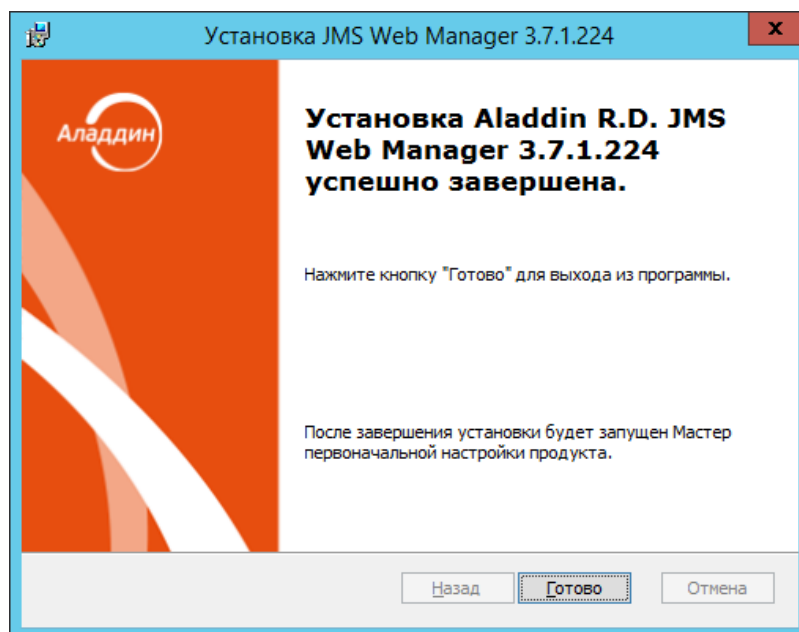 Установка JMS Web Manager 3.7.1.224
x
Аладдин
Установка Aladdin R.D. JMS
Web Manager 3.7.1.224
успешно завершена.
Нажмите кнопку "Готово" для выхода из программы.
После завершения установки будет запущен Мастер
первоначальной настройки продукта.
Назад
Готово
Отмена